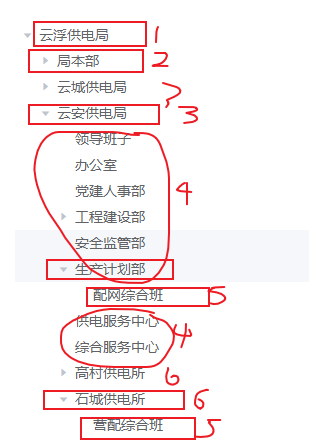 云浮供电局 1
局本部 2
云城供电局
云安供电局 3
领导班子
办公室
党建人事部 4
工程建设部
安全监管部
生产计划部
配网综合班 5
供电服务中心 4
综合服务中心
高村供电所 6
石城供电所 6
营配综合班 5